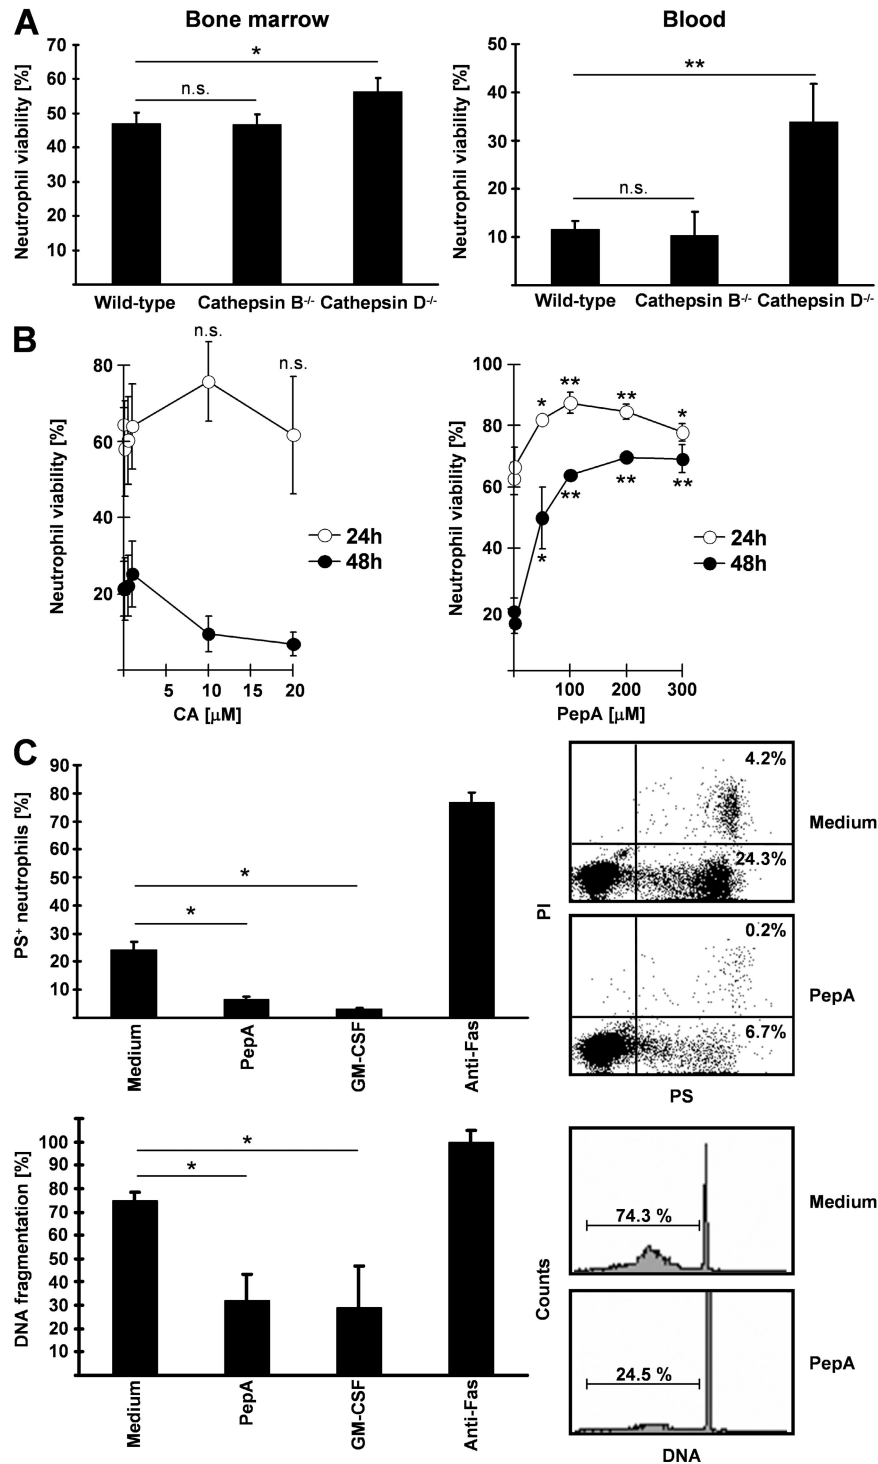 A
Bone marrow
Blood
Neutrophil viability [%]
70
60
50
40
30
20
10
*
n.s.
Wild-type Cathepsin B-/- Cathepsin D-/-
Neutrophil viability [%]
50
40
30
20
10
**
n.s.
Wild-type Cathepsin B-/- Cathepsin D-/-
B
Neutrophil viability [%]
80
60
40
20
n.s.
n.s.
24h
48h
5 10 15 20
CA [μM]
Neutrophil viability [%]
100
80
60
40
20
* ** ** *
* ** ** **
24h
48h
100 200 300
PepA [μM]
C
PS+ neutrophils [%]
90
80
70
60
50
40
30
20
10
*
*
Medium
PepA
GM-CSF
Anti-Fas
PI
4.2%
24.3%
Medium
0.2%
6.7%
PepA
PS
DNA fragmentation [%]
100
90
80
70
60
50
40
30
20
10
*
*
Medium
PepA
GM-CSF
Anti-Fas
Counts
74.3 %
Medium
24.5 %
PepA
DNA